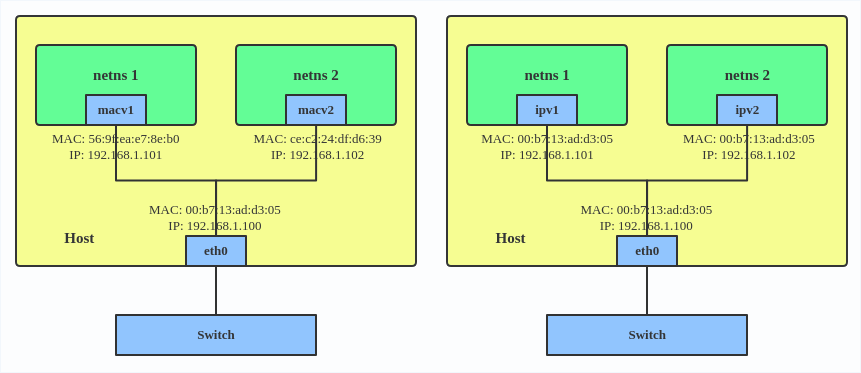 netns 1
netns 2
macv1
macv2
MAC: 56:9f:ea:e7:8e:b0
IP: 192.168.1.101
MAC: ce:c2:24:df:d6:39
IP: 192.168.1.102
MAC: 00:b7:13:ad:d3:05
IP: 192.168.1.100
Host
eth0
Switch
netns 1
netns 2
ipv1
ipv2
MAC: 00:b7:13:ad:d3:05
IP: 192.168.1.101
MAC: 00:b7:13:ad:d3:05
IP: 192.168.1.102
MAC: 00:b7:13:ad:d3:05
IP: 192.168.1.100
Host
eth0
Switch